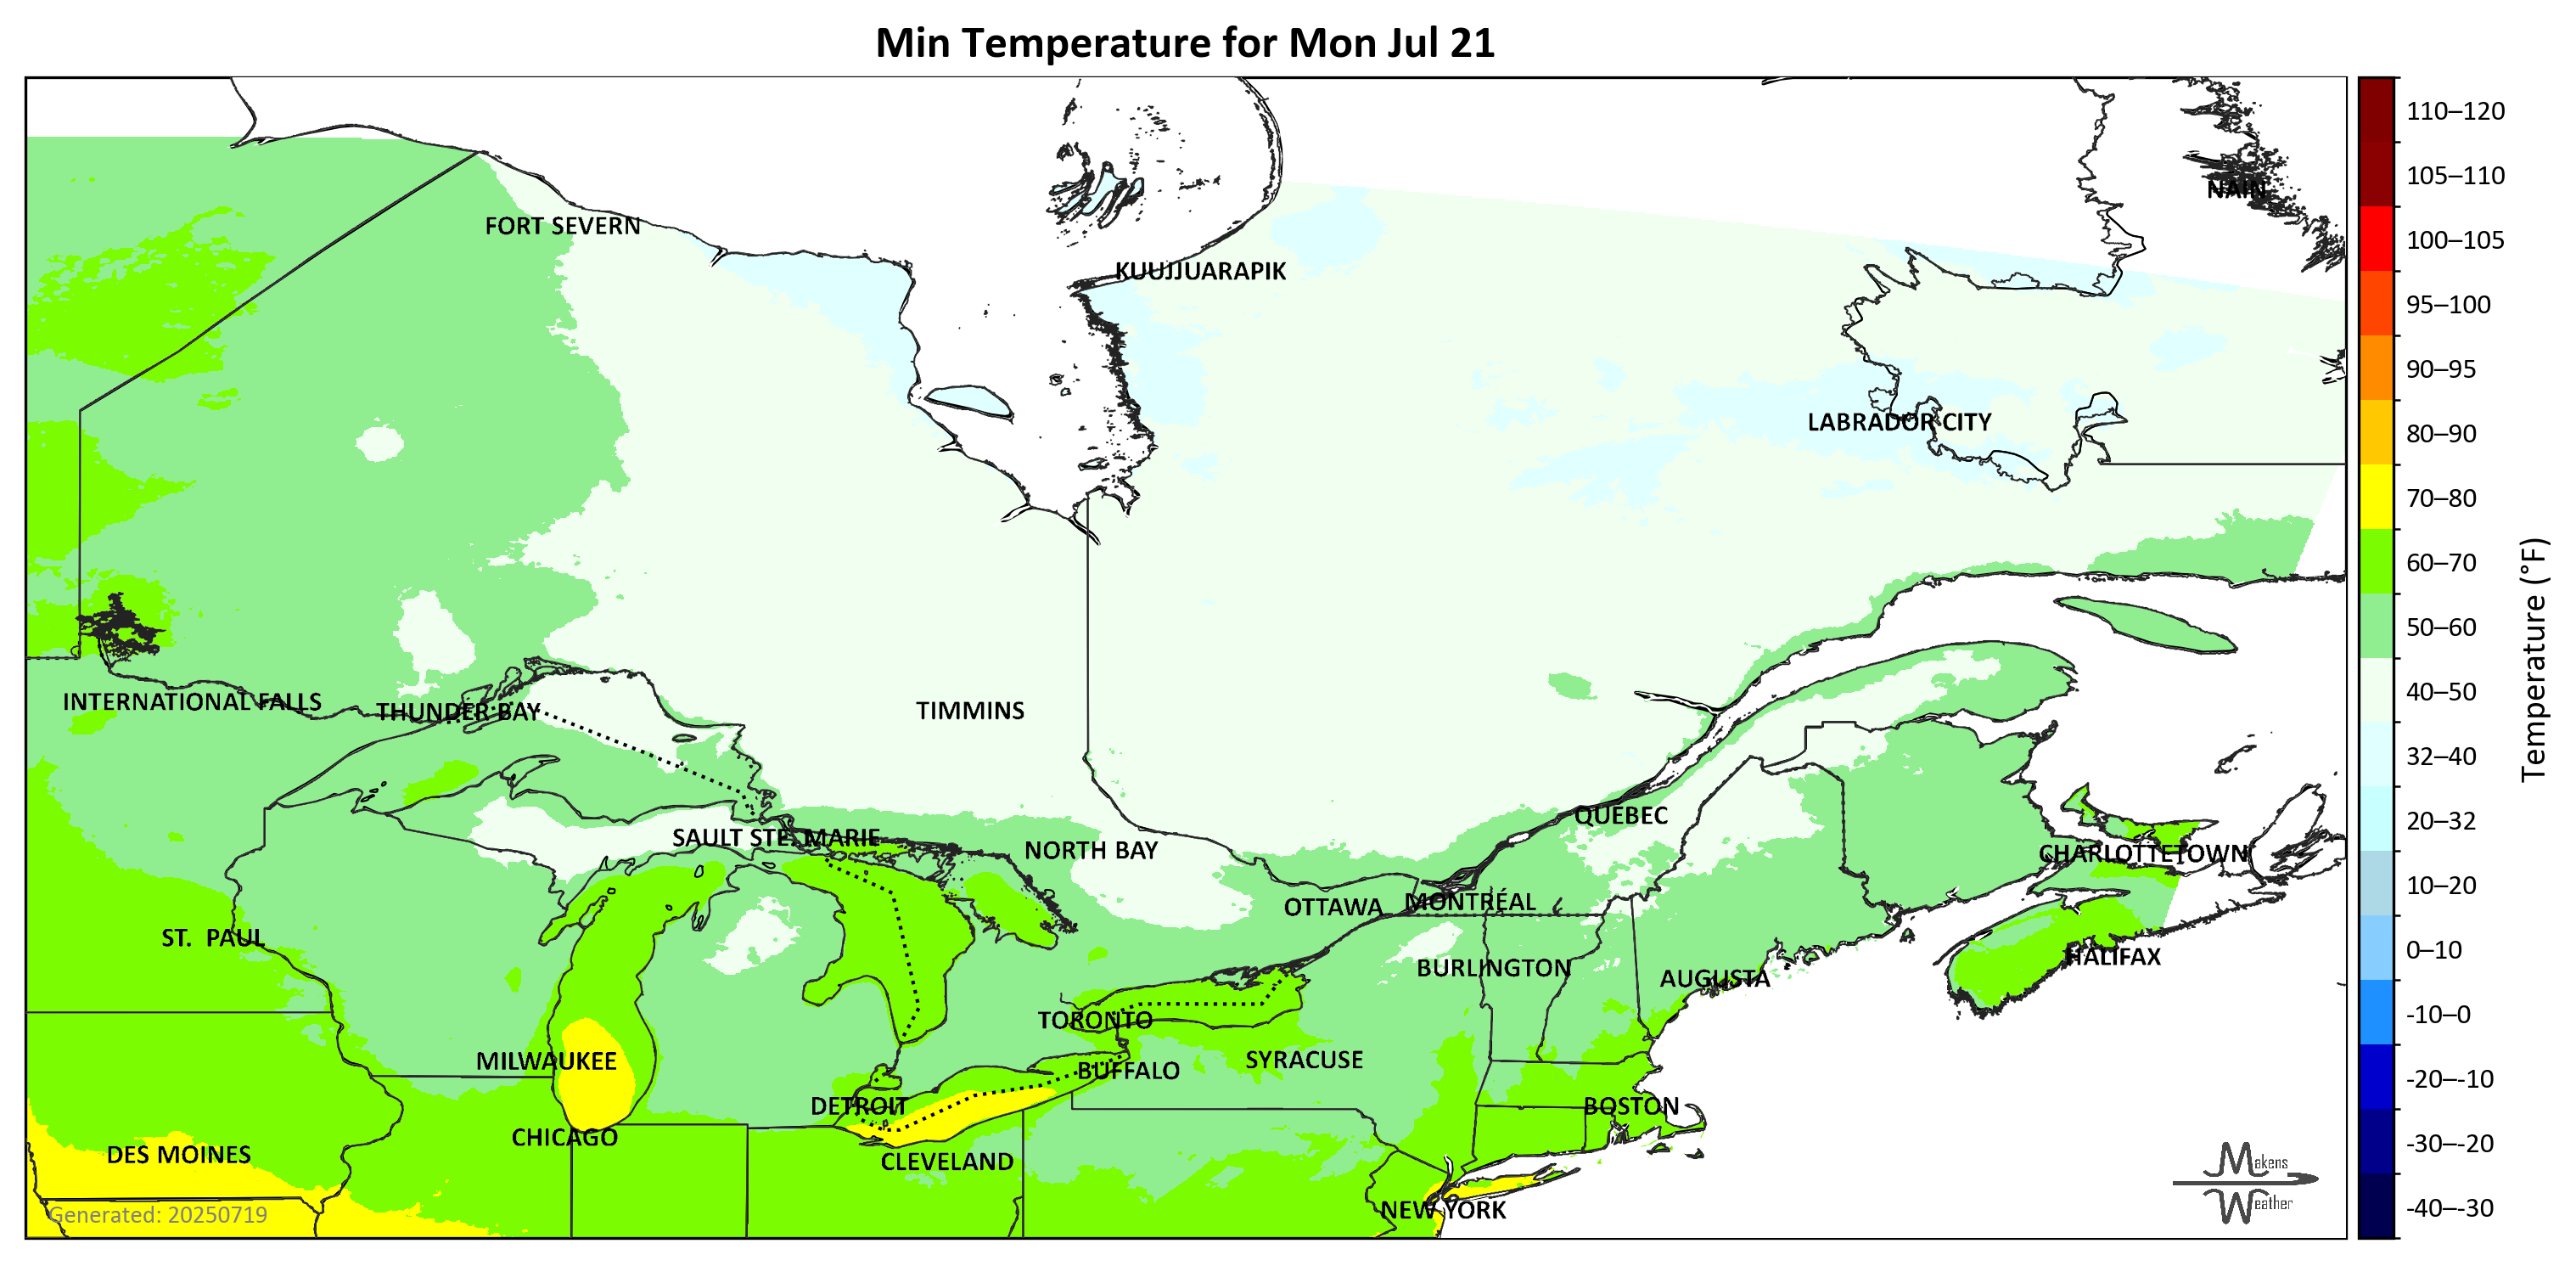 Min Temperature for Mon Jul 21
NAIN
FORT SEVERN
KUUJJUARAPIK
LABRADOR CITY
INTERNATIONAL FALLS
THUNDER BAY
TIMMINS
QUEBEC
SAULT STE. MARIE
NORTH BAY
CHARLOTTETOWN
OTTAWA
MONTRÉAL
ST. PAUL
HALIFAX
BURLINGTON
AUGUSTA
TORONTO
MILWAUKEE
SYRACUSE
BUFFALO
DETROIT
BOSTON
CHICAGO
DES MOINES
CLEVELAND
NEW YORK
Generated: 20250719
Makens
Weather
110–120
105–110
100–105
95–100
90–95
80–90
70–80
60–70
50–60
40–50
32–40
20–32
10–20
0–10
-10–0
-20–-10
-30–-20
-40–-30
Temperature (°F)